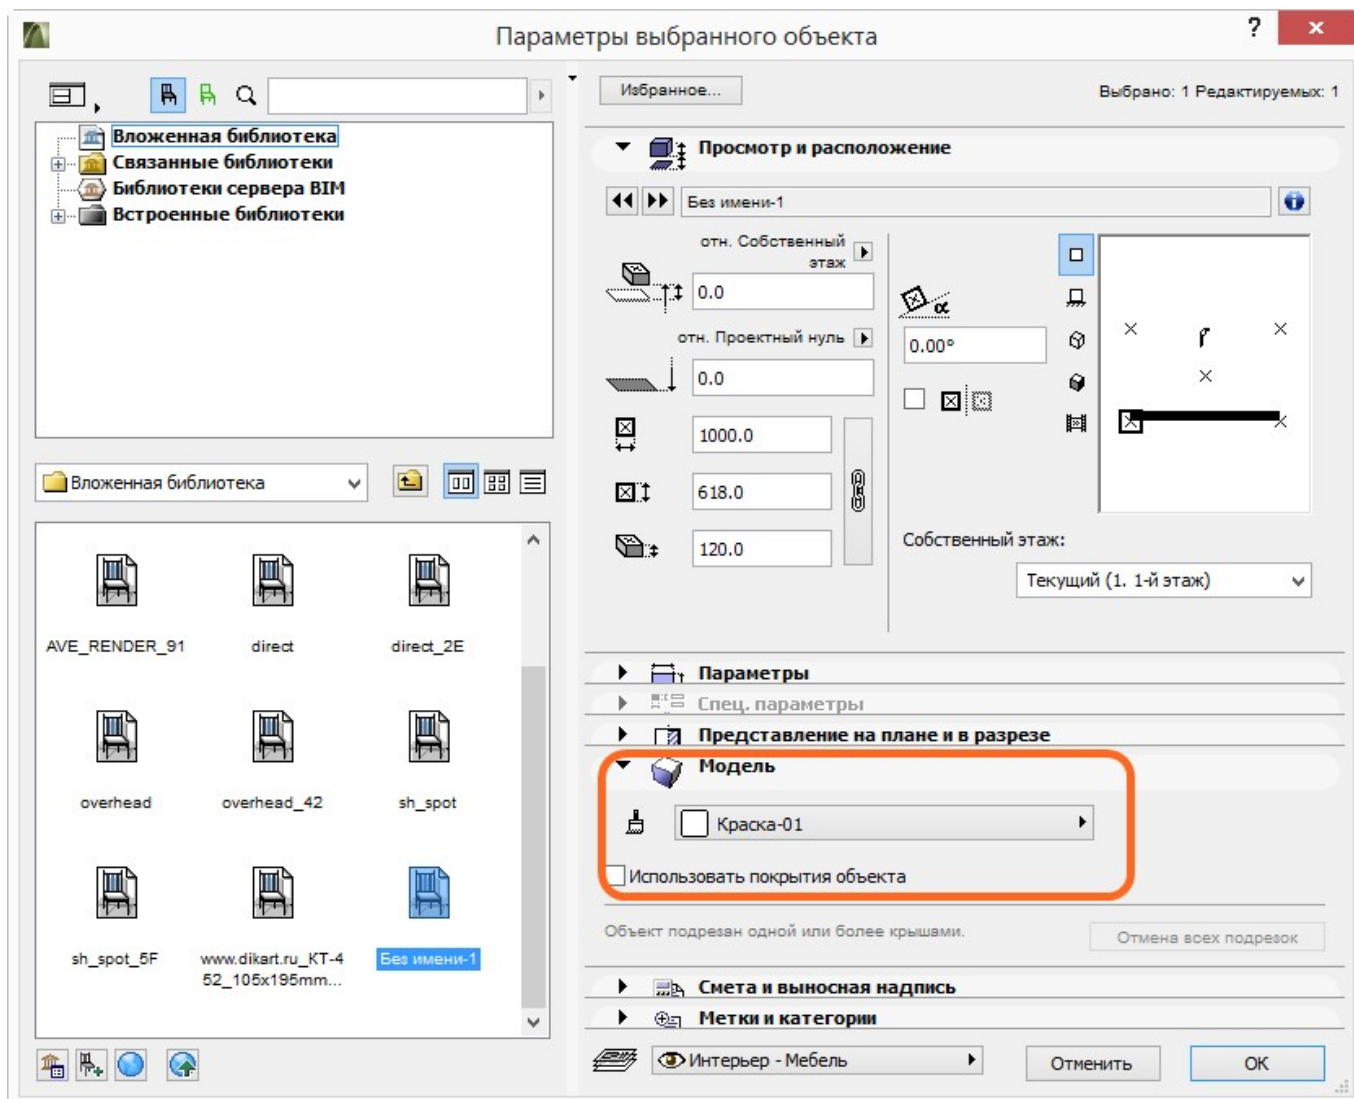 Параметры выбранного объекта
?
Вложенная библиотека
Связанные библиотеки
Библиотеки сервера BIM
Встроенные библиотеки
Вложенная библиотека
AVE_RENDER_91
direct
direct_2E
overhead
overhead_42
sh_spot
sh_spot_5F
www.dikart.ru_KT-4
52_105x195mm...
Без имени-1
Избранное...
Выбрано: 1 Редактируемых: 1
Просмотр и расположение
Без имени-1
отн. Собственный
этаж
0.0
отн. Проектный нуль
0.0
1000.0
618.0
120.0
α
0.00°
Собственный этаж:
Текущий (1. 1-й этаж)
Параметры
Спец. параметры
Представление на плане и в разрезе
Модель
Краска-01
Использовать покрытия объекта
Объект подрезан одной или более крышами.
Отмена всех подрезок
Смета и выносная надпись
Метки и категории
Интерьер - Мебель
Отменить
OK